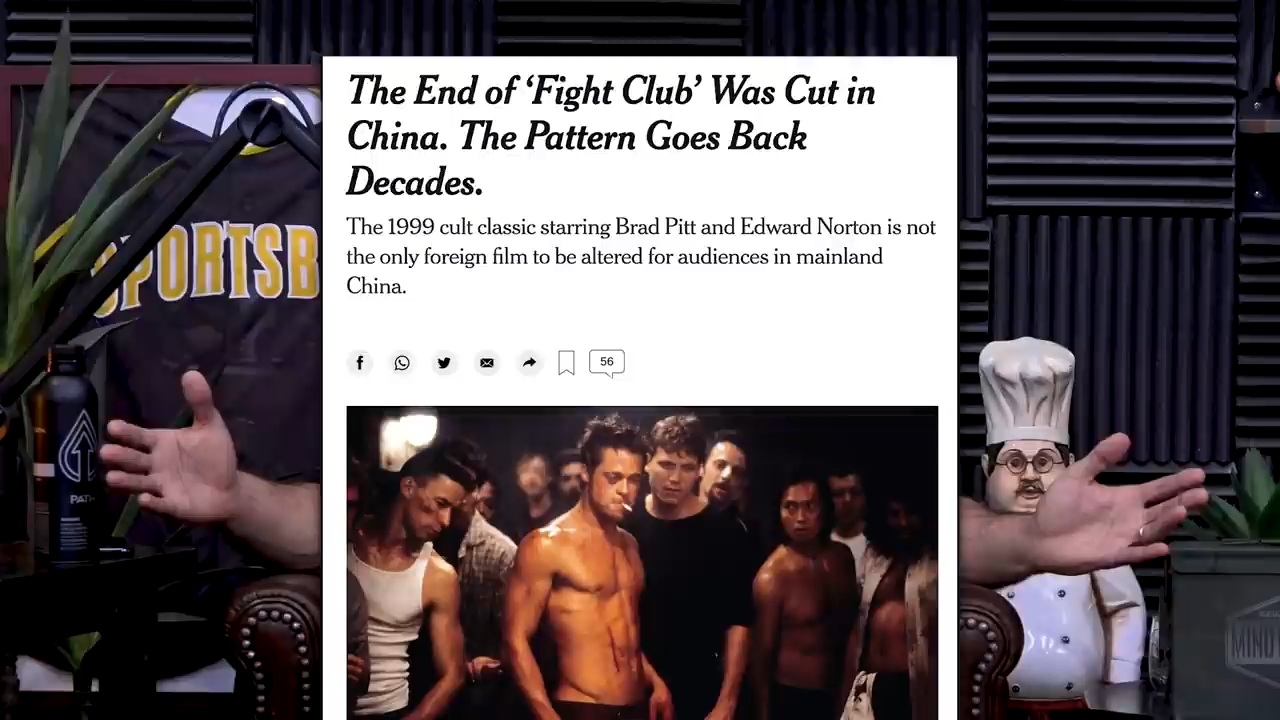 The End of ‘Fight Club’ Was Cut in
China. The Pattern Goes Back
Decades.
The 1999 cult classic starring Brad Pitt and Edward Norton is not
the only foreign film to be altered for audiences in mainland
China.
56
PORTSB
PATH
MIND